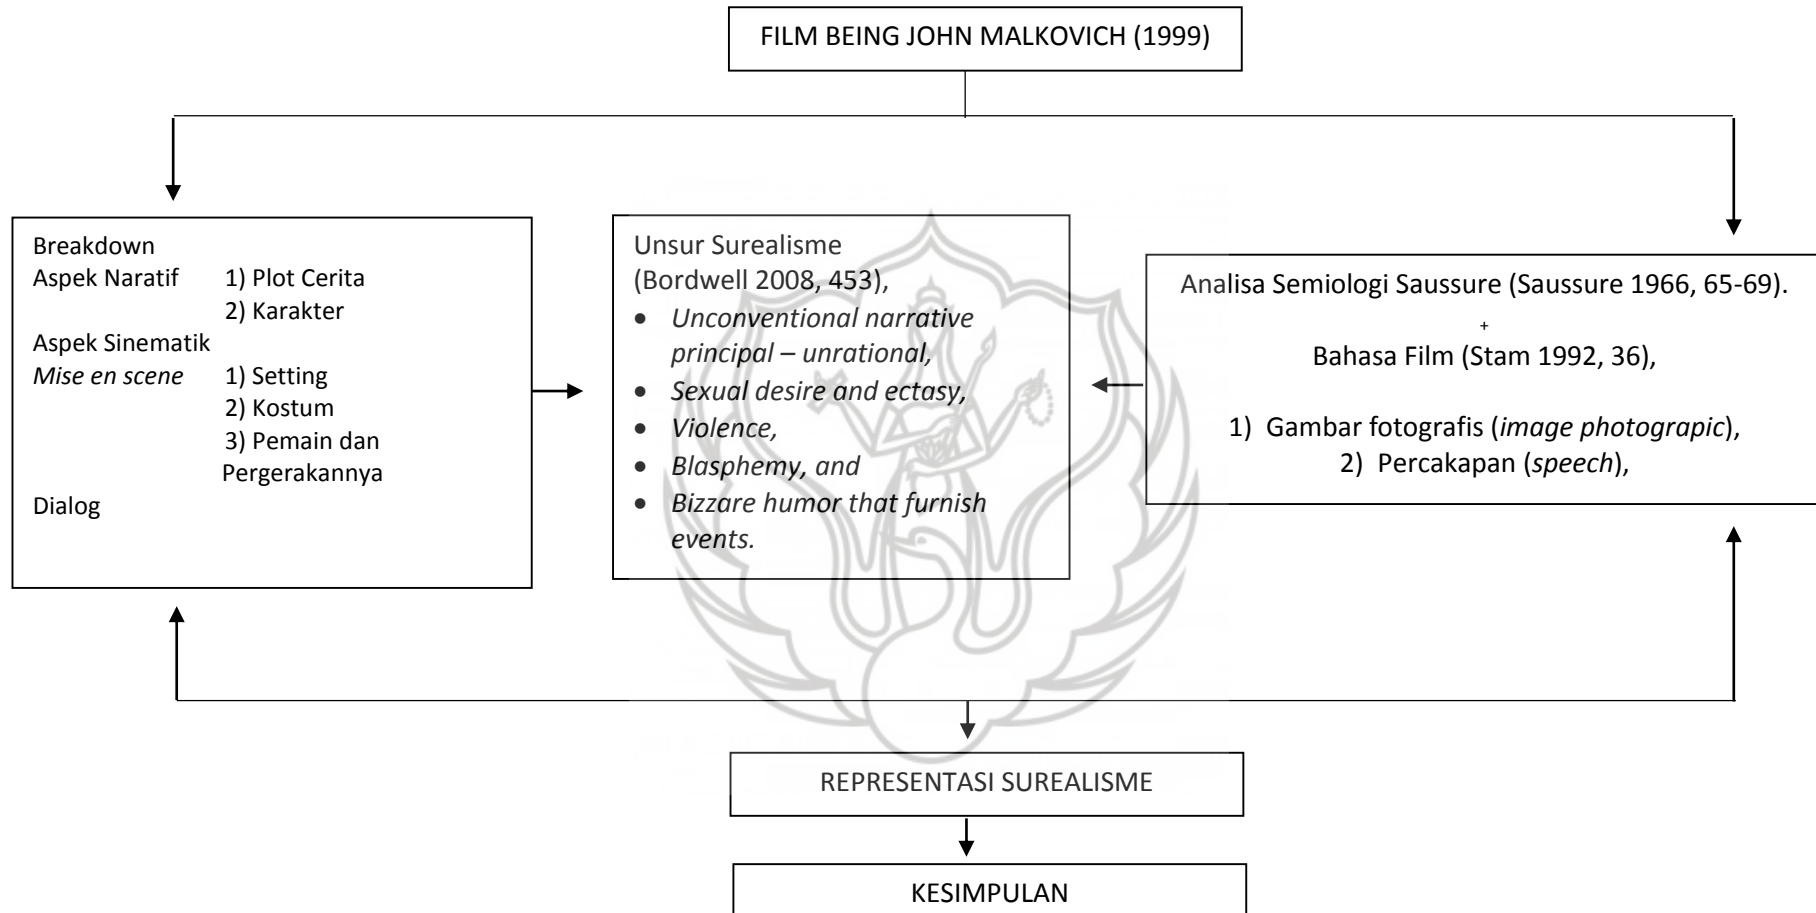 FILM BEING JOHN MALKOVICH (1999)
Breakdown
Aspek Naratif 1) Plot Cerita
2) Karakter
Aspek Sinematik
Mise en scene 1) Setting
2) Kostum
3) Pemain dan
Pergerakannya
Dialog
Unsur Surealisme
(Bordwell 2008, 453),
• Unconventional narrative
principal – unrational,
• Sexual desire and ectasy,
• Violence,
• Blasphemy, and
• Bizzare humor that furnish
events.
Analisa Semiologi Saussure (Saussure 1966, 65-69).
+
Bahasa Film (Stam 1992, 36),
1) Gambar fotografis (image photograpic),
2) Percakapan (speech),
REPRESENTASI SUREALISME
KESIMPULAN